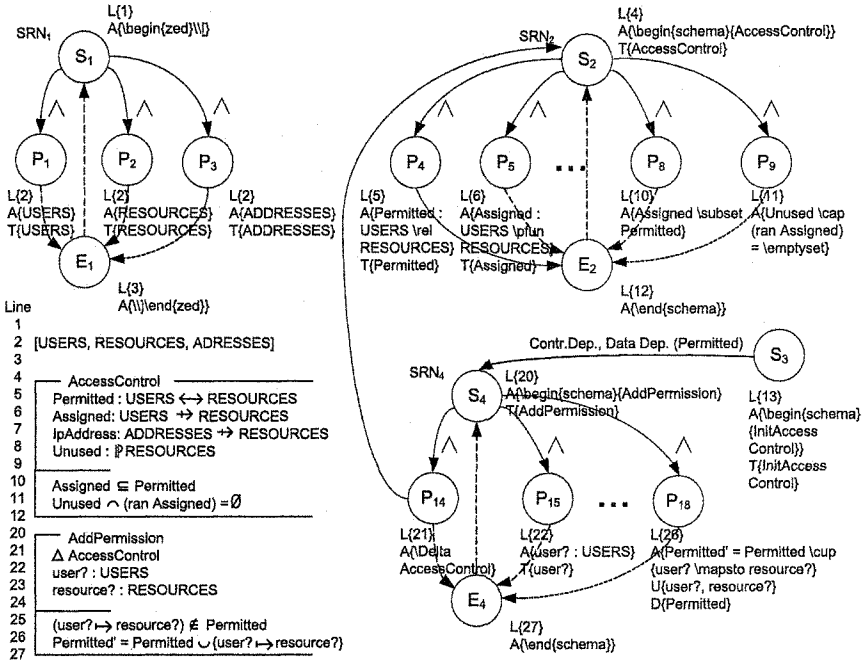 L{1}
A{\begin{zed}\\[}
SRN1
S1
∧ ∧ ∧
P1 P2 P3
L{2}
A{USERS}
T{USERS}
L{2}
A{RESOURCES}
T{RESOURCES}
L{2}
A{ADDRESSES}
T{ADDRESSES}
E1
L{3}
A{\\]\end{zed}}
L{4}
A{\begin{schema}{AccessControl}}
T{AccessControl}
SRN2
S2
∧ ∧ ∧ ∧
P4 P5 ... P8 P9
L{5}
A{Permitted :
USERS \rel
RESOURCES}
T{Permitted}
L{6}
A{Assigned :
USERS \pfun
RESOURCES}
T{Assigned}
L{10}
A{Assigned \subset
Permitted}
L{11}
A{Unused \cap
(ran Assigned)
= \emptyset}
E2
L{12}
A{\end{schema}}
Line
1
2 [USERS, RESOURCES, ADRESSES]
3
4 AccessControl
5 Permitted : USERS ⟷ RESOURCES
6 Assigned: USERS ⇸ RESOURCES
7 IpAddress: ADDRESSES ⇸ RESOURCES
8 Unused : ℙ RESOURCES
9
10 Assigned ⊆ Permitted
11 Unused ∩ (ran Assigned) = Ø
12
20 AddPermission
21 Δ AccessControl
22 user? : USERS
23 resource? : RESOURCES
24
25 (user? ↦ resource?) ∉ Permitted
26 Permitted' = Permitted ∪ {user? ↦ resource?}
27
Contr.Dep., Data Dep. (Permitted)
S3
L{13}
A{\begin{schema}
{InitAccess
Control}}
T{InitAccess
Control}
SRN4
S4
L{20}
A{\begin{schema}{AddPermission}
T{AddPermission}
∧ ∧ ∧
P14 P15 ... P18
L{21}
A{\Delta
AccessControl}
L{22}
A{user? : USERS}
T{user?}
L{26}
A{Permitted' = Permitted \cup
{user? \mapsto resource?}
U{user?, resource?}
D{Permitted}
E4
L{27}
A{\end{schema}}